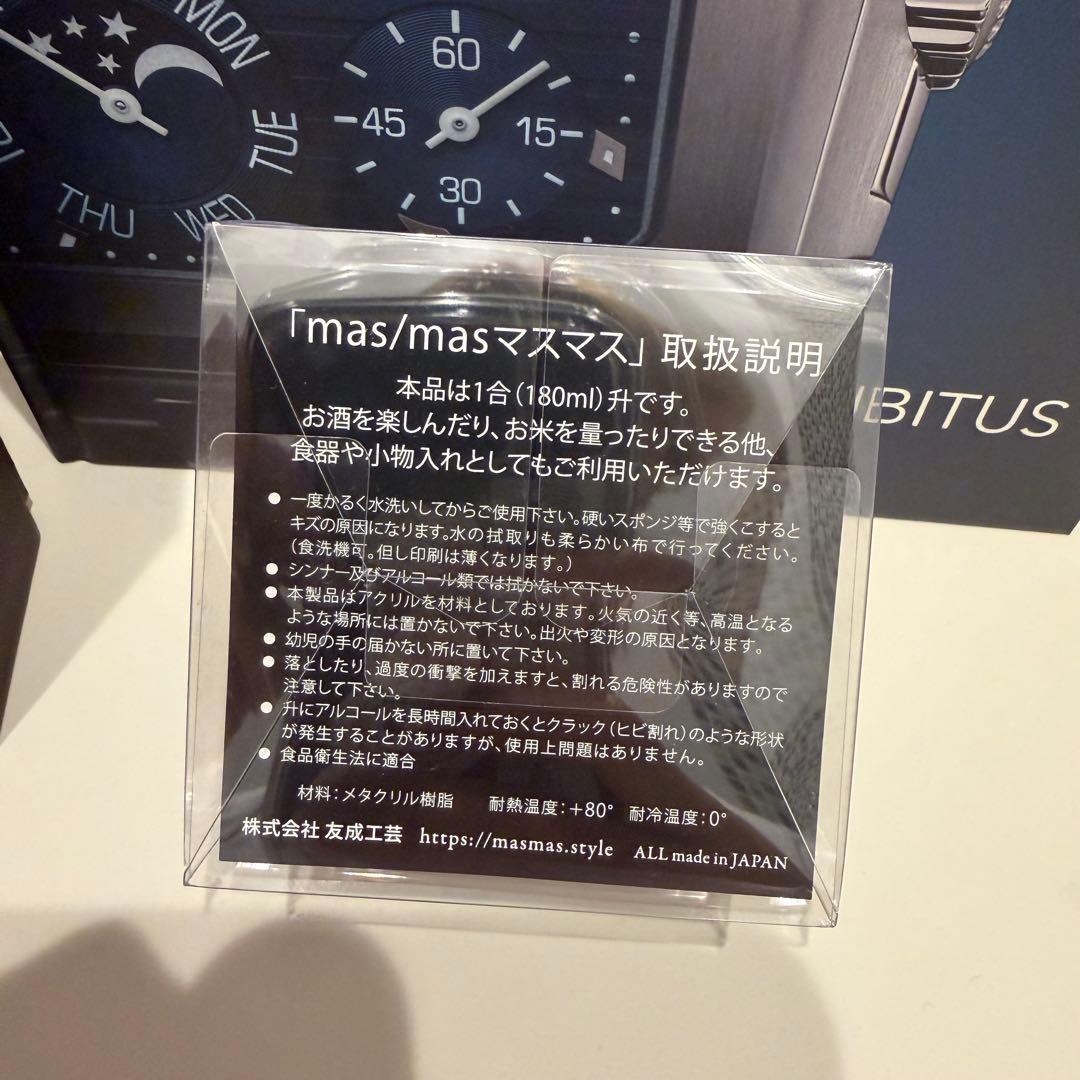 MON
TUE
WED
THU
60
45
15
30
「mas/masマスマス」取扱説明
本品は1合(180ml)升です。
お酒を楽しんだり、お米を量ったりできる他、
食器や小物入れとしてもご利用いただけます。
BITUS
● 一度かるく水洗いしてからご使用下さい。硬いスポンジ等で強くこすると
キズの原因になります。水の拭取りも柔らかい布で行ってください。
(食洗機可。但し印刷は薄くなります。)
● シンナー及びアルコール類では拭かないで下さい。
● 本製品はアクリルを材料としております。火気の近く等、高温となる
ような場所には置かないで下さい。出火や変形の原因となります。
● 幼児の手の届かない所に置いて下さい。
● 落としたり、過度の衝撃を加えますと、割れる危険性がありますので
注意して下さい。
● 升にアルコールを長時間入れておくとクラック(ヒビ割れ)のような形状
が発生することがありますが、使用上問題はありません。
● 食品衛生法に適合
材料:メタクリル樹脂 耐熱温度:+80° 耐冷温度:0°
株式会社 友成工芸 https://masmas.style ALL made in JAPAN